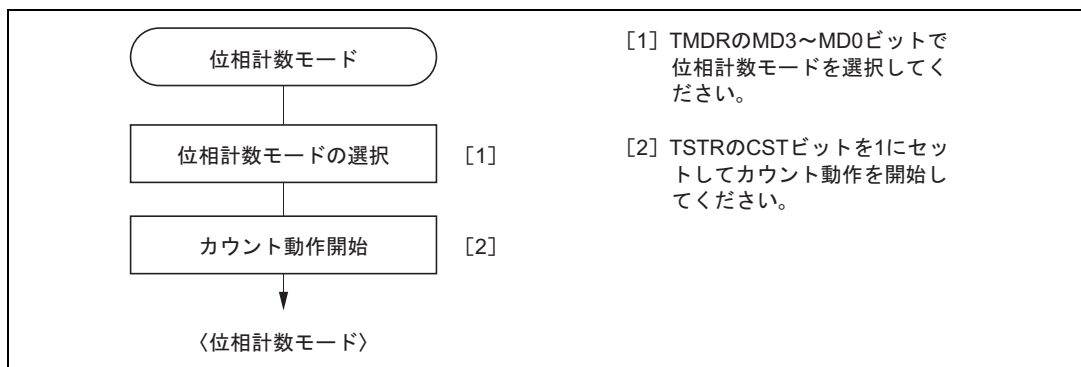 位相計数モード
位相計数モードの選択 [1]
カウント動作開始 [2]
〈位相計数モード〉
[1] TMDRのMD3～MD0ビットで
位相計数モードを選択してく
ださい。
[2] TSTRのCSTビットを1にセッ
トしてカウント動作を開始し
てください。